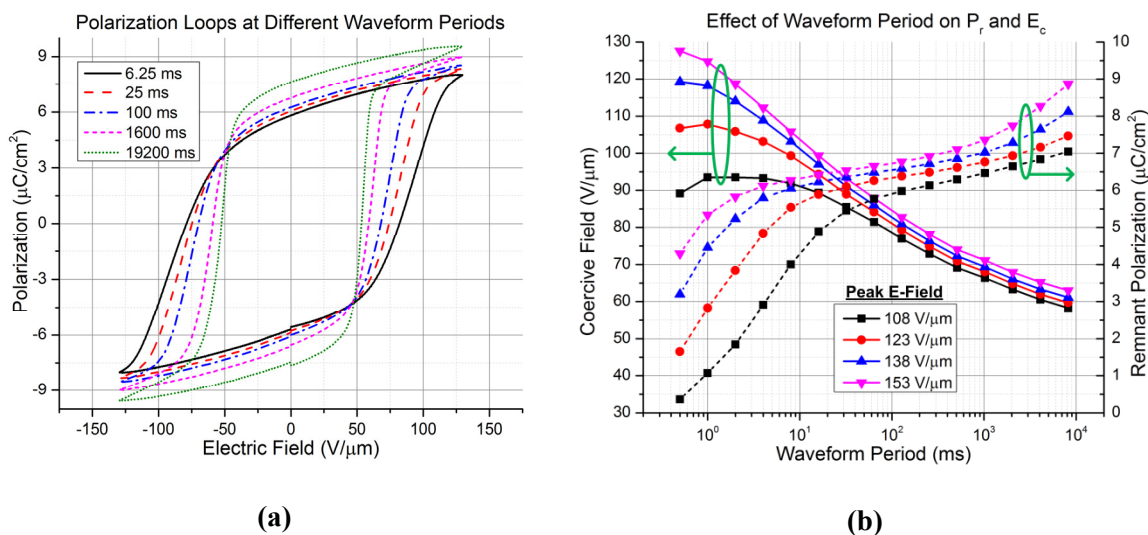 Polarization Loops at Different Waveform Periods
Polarization (μC/cm²)
9
6
3
0
-3
-6
-9
6.25 ms
25 ms
100 ms
1600 ms
19200 ms
-150
-100
-50
0
50
100
150
Electric Field (V/μm)
(a)
Effect of Waveform Period on Pᵣ and E꜀
Coercive Field (V/μm)
130
120
110
100
90
80
70
60
50
40
30
Peak E-Field
108 V/μm
123 V/μm
138 V/μm
153 V/μm
10
9
8
7
6
5
4
3
2
1
0
Remnant Polarization (μC/cm²)
10⁰
10¹
10²
10³
10⁴
Waveform Period (ms)
(b)